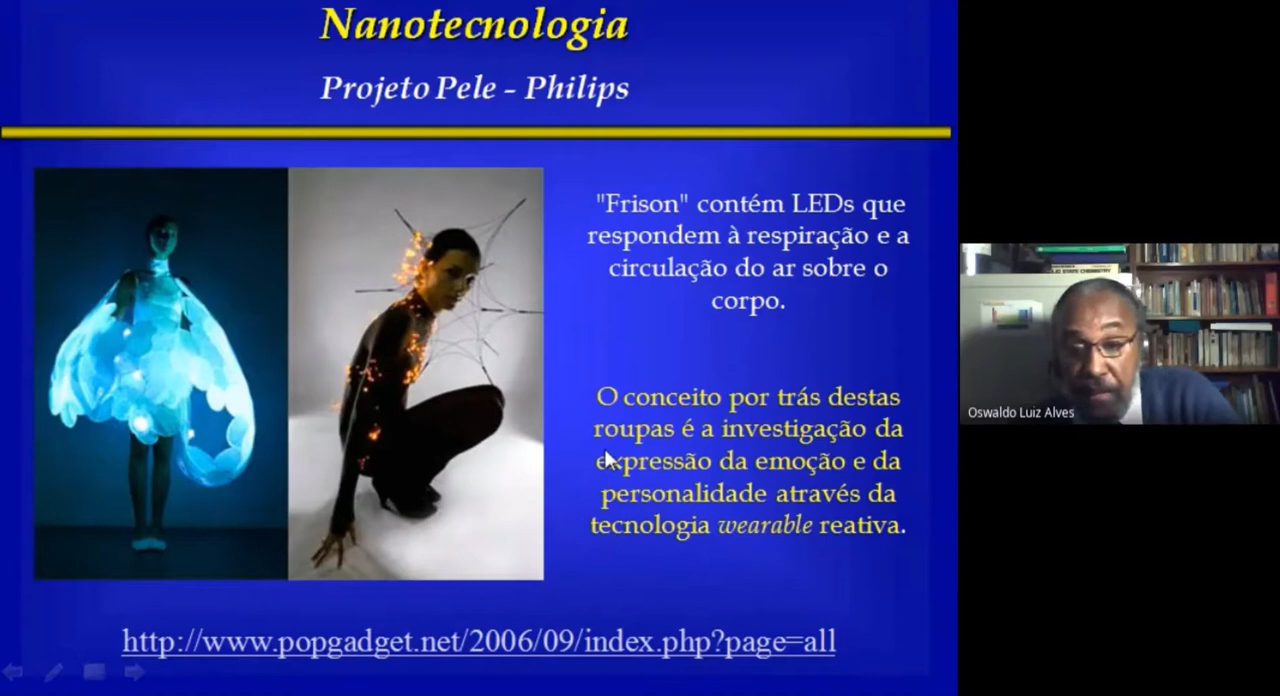 Nanotecnologia
Projeto Pele - Philips
"Frison" contém LEDs que
respondem à respiração e a
circulação do ar sobre o
corpo.
O conceito por trás destas
roupas é a investigação da
expressão da emoção e da
personalidade através da
tecnologia wearable reativa.
http://www.popgadget.net/2006/09/index.php?page=all
STATE CHEMISTRY
Oswaldo Luiz Alves